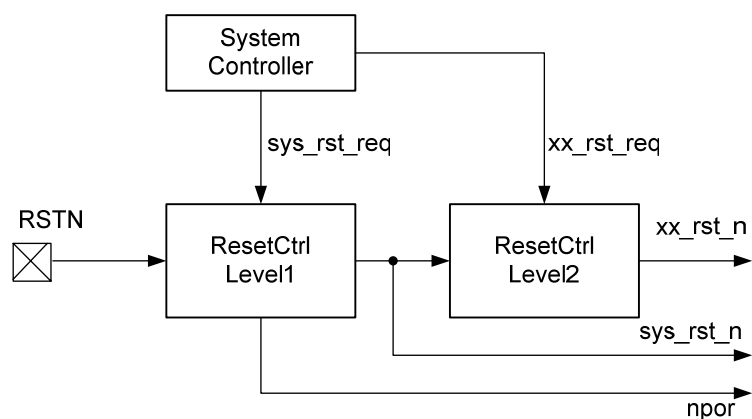 System
Controller
sys_rst_req
xx_rst_req
RSTN
ResetCtrl
Level1
ResetCtrl
Level2
xx_rst_n
sys_rst_n
npor